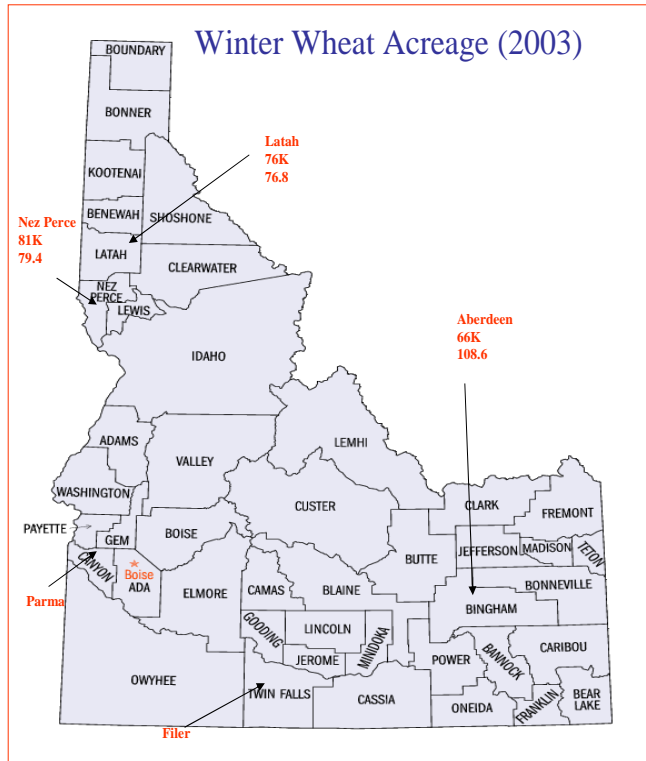 Winter Wheat Acreage (2003)
BOUNDARY
BONNER
Latah
76K
76.8
KOOTENAI
BENEWAH
SHOSHONE
Nez Perce
81K
79.4
LATAH
CLEARWATER
NEZ
PERCE
LEWIS
Aberdeen
66K
108.6
IDAHO
ADAMS
LEMHI
VALLEY
WASHINGTON
CUSTER
CLARK
FREMONT
PAYETTE
GEM
BOISE
BUTTE
JEFFERSON
MADISON
TETON
CANYON
Boise
ADA
ELMORE
CAMAS
BLAINE
BONNEVILLE
BINGHAM
Parma
GOODING
LINCOLN
MINIDOKA
JEROME
POWER
BANNOCK
CARIBOU
OWYHEE
TWIN FALLS
CASSIA
ONEIDA
FRANKLIN
BEAR
LAKE
Filer